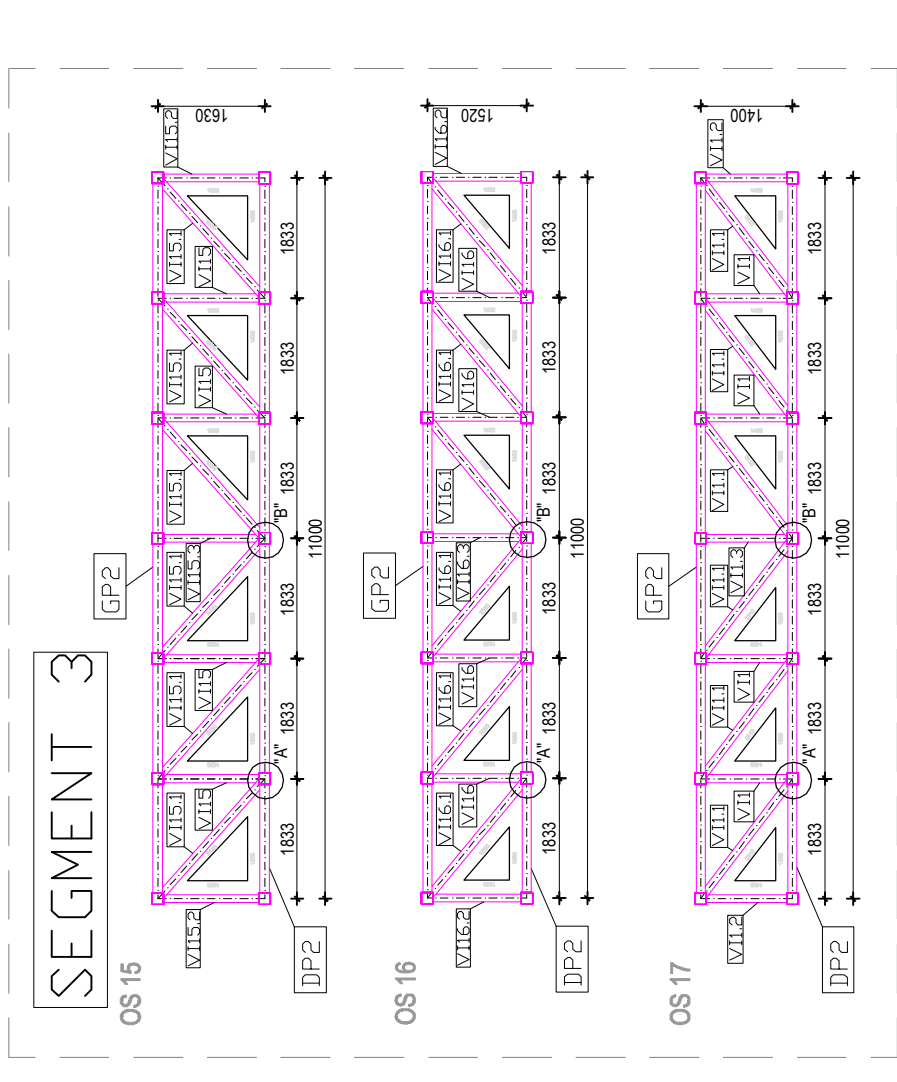 SEGMENT 3
OS 15
GP2
VI15.2
VI15.1
VI15
VI15.1
VI15
VI15.1
VI15.3
VI15.1
VI15.1
VI15
VI15.1
VI15
VI15.2
"A"
"B"
1833
1833
1833
1833
1833
1833
11000
1630
DP2
OS 16
GP2
VI16.2
VI16.1
VI16
VI16.1
VI16
VI16.1
VI16.3
VI16.1
VI16.1
VI16
VI16.1
VI16
VI16.2
"A"
"B"
1833
1833
1833
1833
1833
1833
11000
1520
DP2
OS 17
GP2
VI1.2
VI1.1
VI1
VI1.1
VI1
VI1.1
VI1.3
VI1.1
VI1.1
VI1
VI1.1
VI1
VI1.2
"A"
"B"
1833
1833
1833
1833
1833
1833
11000
1400
DP2